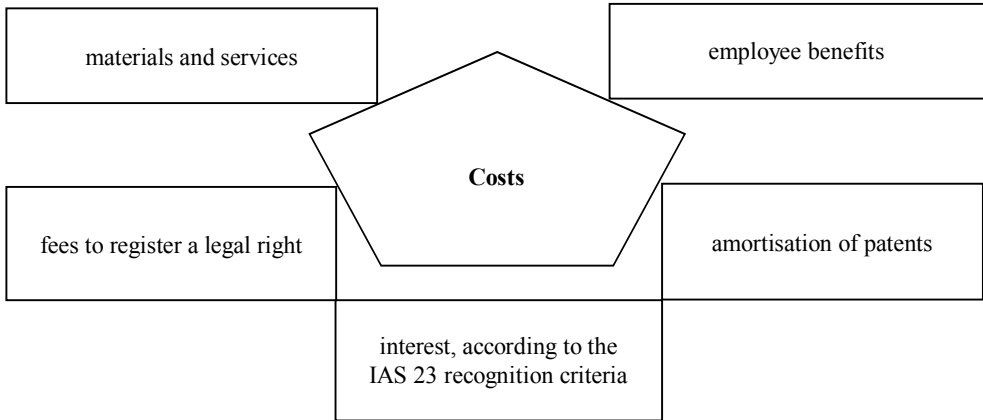 materials and services
employee benefits
Costs
fees to register a legal right
amortisation of patents
interest, according to the
IAS 23 recognition criteria